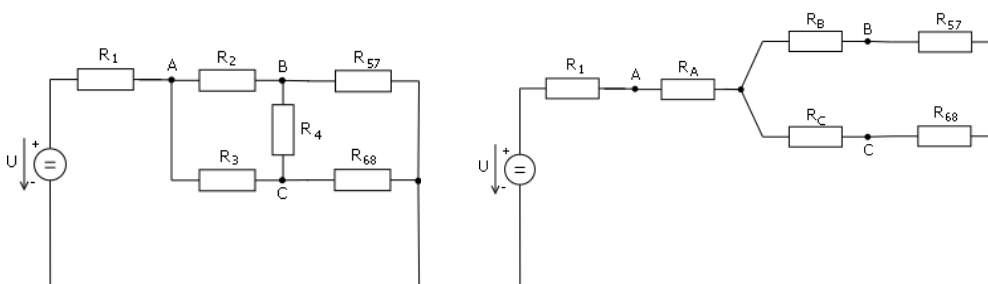 R1 A R2 B R57
R4
U + - =
R3 C R68
R1 A RA RB B R57
U + - =
RC C R68